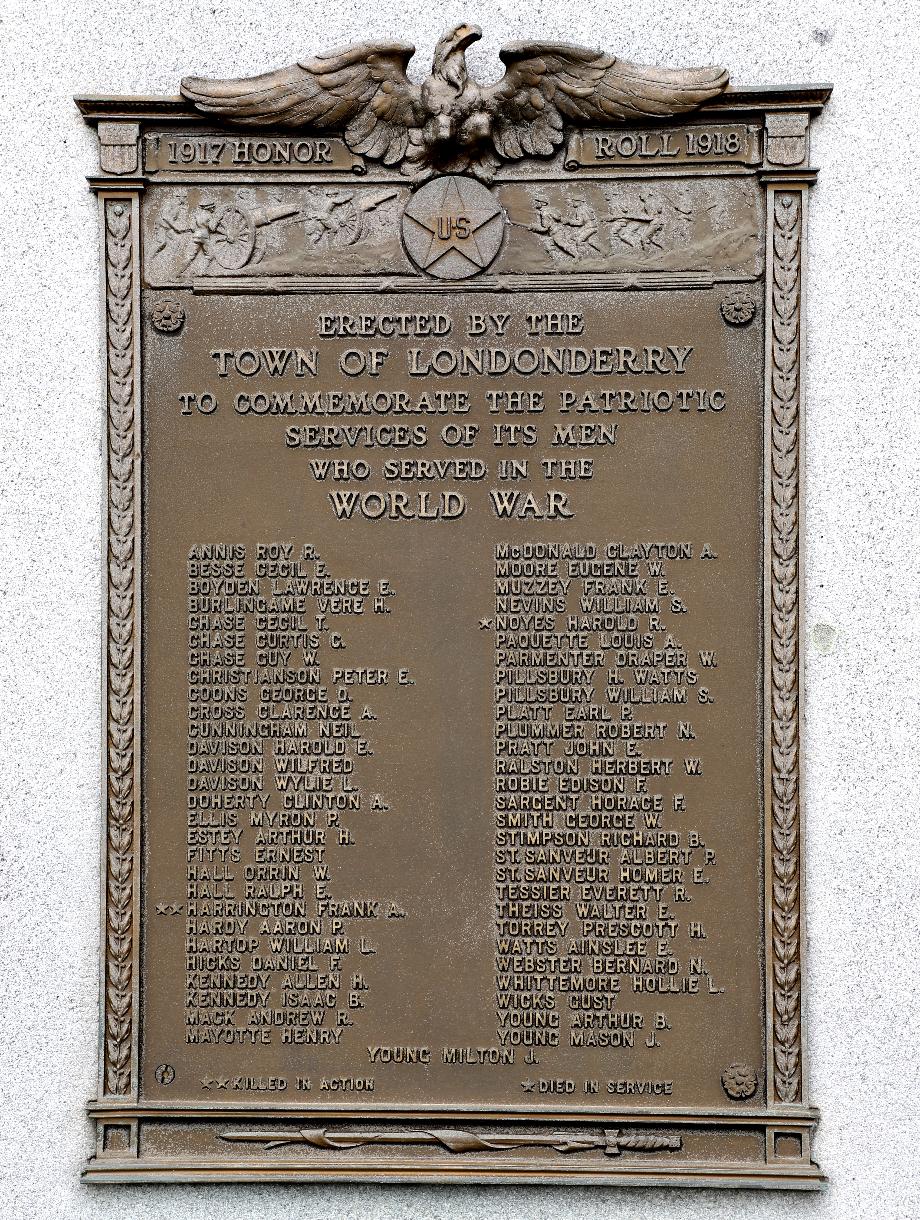 1917 HONOR ROLL 1918
U·S
ERECTED BY THE
TOWN OF LONDONDERRY
TO COMMEMORATE THE PATRIOTIC
SERVICES OF ITS MEN
WHO SERVED IN THE
WORLD WAR
ANNIS ROY R.
BESSE CECIL E.
BOYDEN LAWRENCE E.
BURLINGAME VERE H.
CHASE CECIL T.
CHASE CURTIS C.
CHASE GUY W.
CHRISTIANSON PETER E.
COONS GEORGE O.
CROSS CLARENCE A.
CUNNINGHAM NEIL
DAVISON HAROLD E.
DAVISON WILFRED
DAVISON WYLIE L.
DOHERTY CLINTON A.
ELLIS MYRON P.
ESTEY ARTHUR H.
FITTS ERNEST
HALL ORRIN W.
HALL RALPH E.
★★HARRINGTON FRANK A.
HARDY AARON P.
HARTOP WILLIAM L.
HICKS DANIEL F.
KENNEDY ALLEN H.
KENNEDY ISAAC B.
MACK ANDREW R.
MAYOTTE HENRY
McDONALD CLAYTON A.
MOORE EUGENE W.
MUZZEY FRANK E.
NEVINS WILLIAM S.
★NOYES HAROLD R.
PAQUETTE LOUIS A.
PARMENTER DRAPER W.
PILLSBURY H. WATTS
PILLSBURY WILLIAM S.
PLATT EARL P.
PLUMMER ROBERT N.
PRATT JOHN E.
RALSTON HERBERT W.
ROBIE EDISON F.
SARGENT HORACE F.
SMITH GEORGE W.
STIMPSON RICHARD B.
ST. SANVEUR ALBERT P.
ST. SANVEUR HOMER E.
TESSIER EVERETT R.
THEISS WALTER E.
TORREY PRESCOTT H.
WATTS AINSLEE E.
WEBSTER BERNARD N.
WHITTEMORE HOLLIE L.
WICKS GUST
YOUNG ARTHUR B.
YOUNG MASON J.
YOUNG MILTON J.
★★KILLED IN ACTION ★DIED IN SERVICE